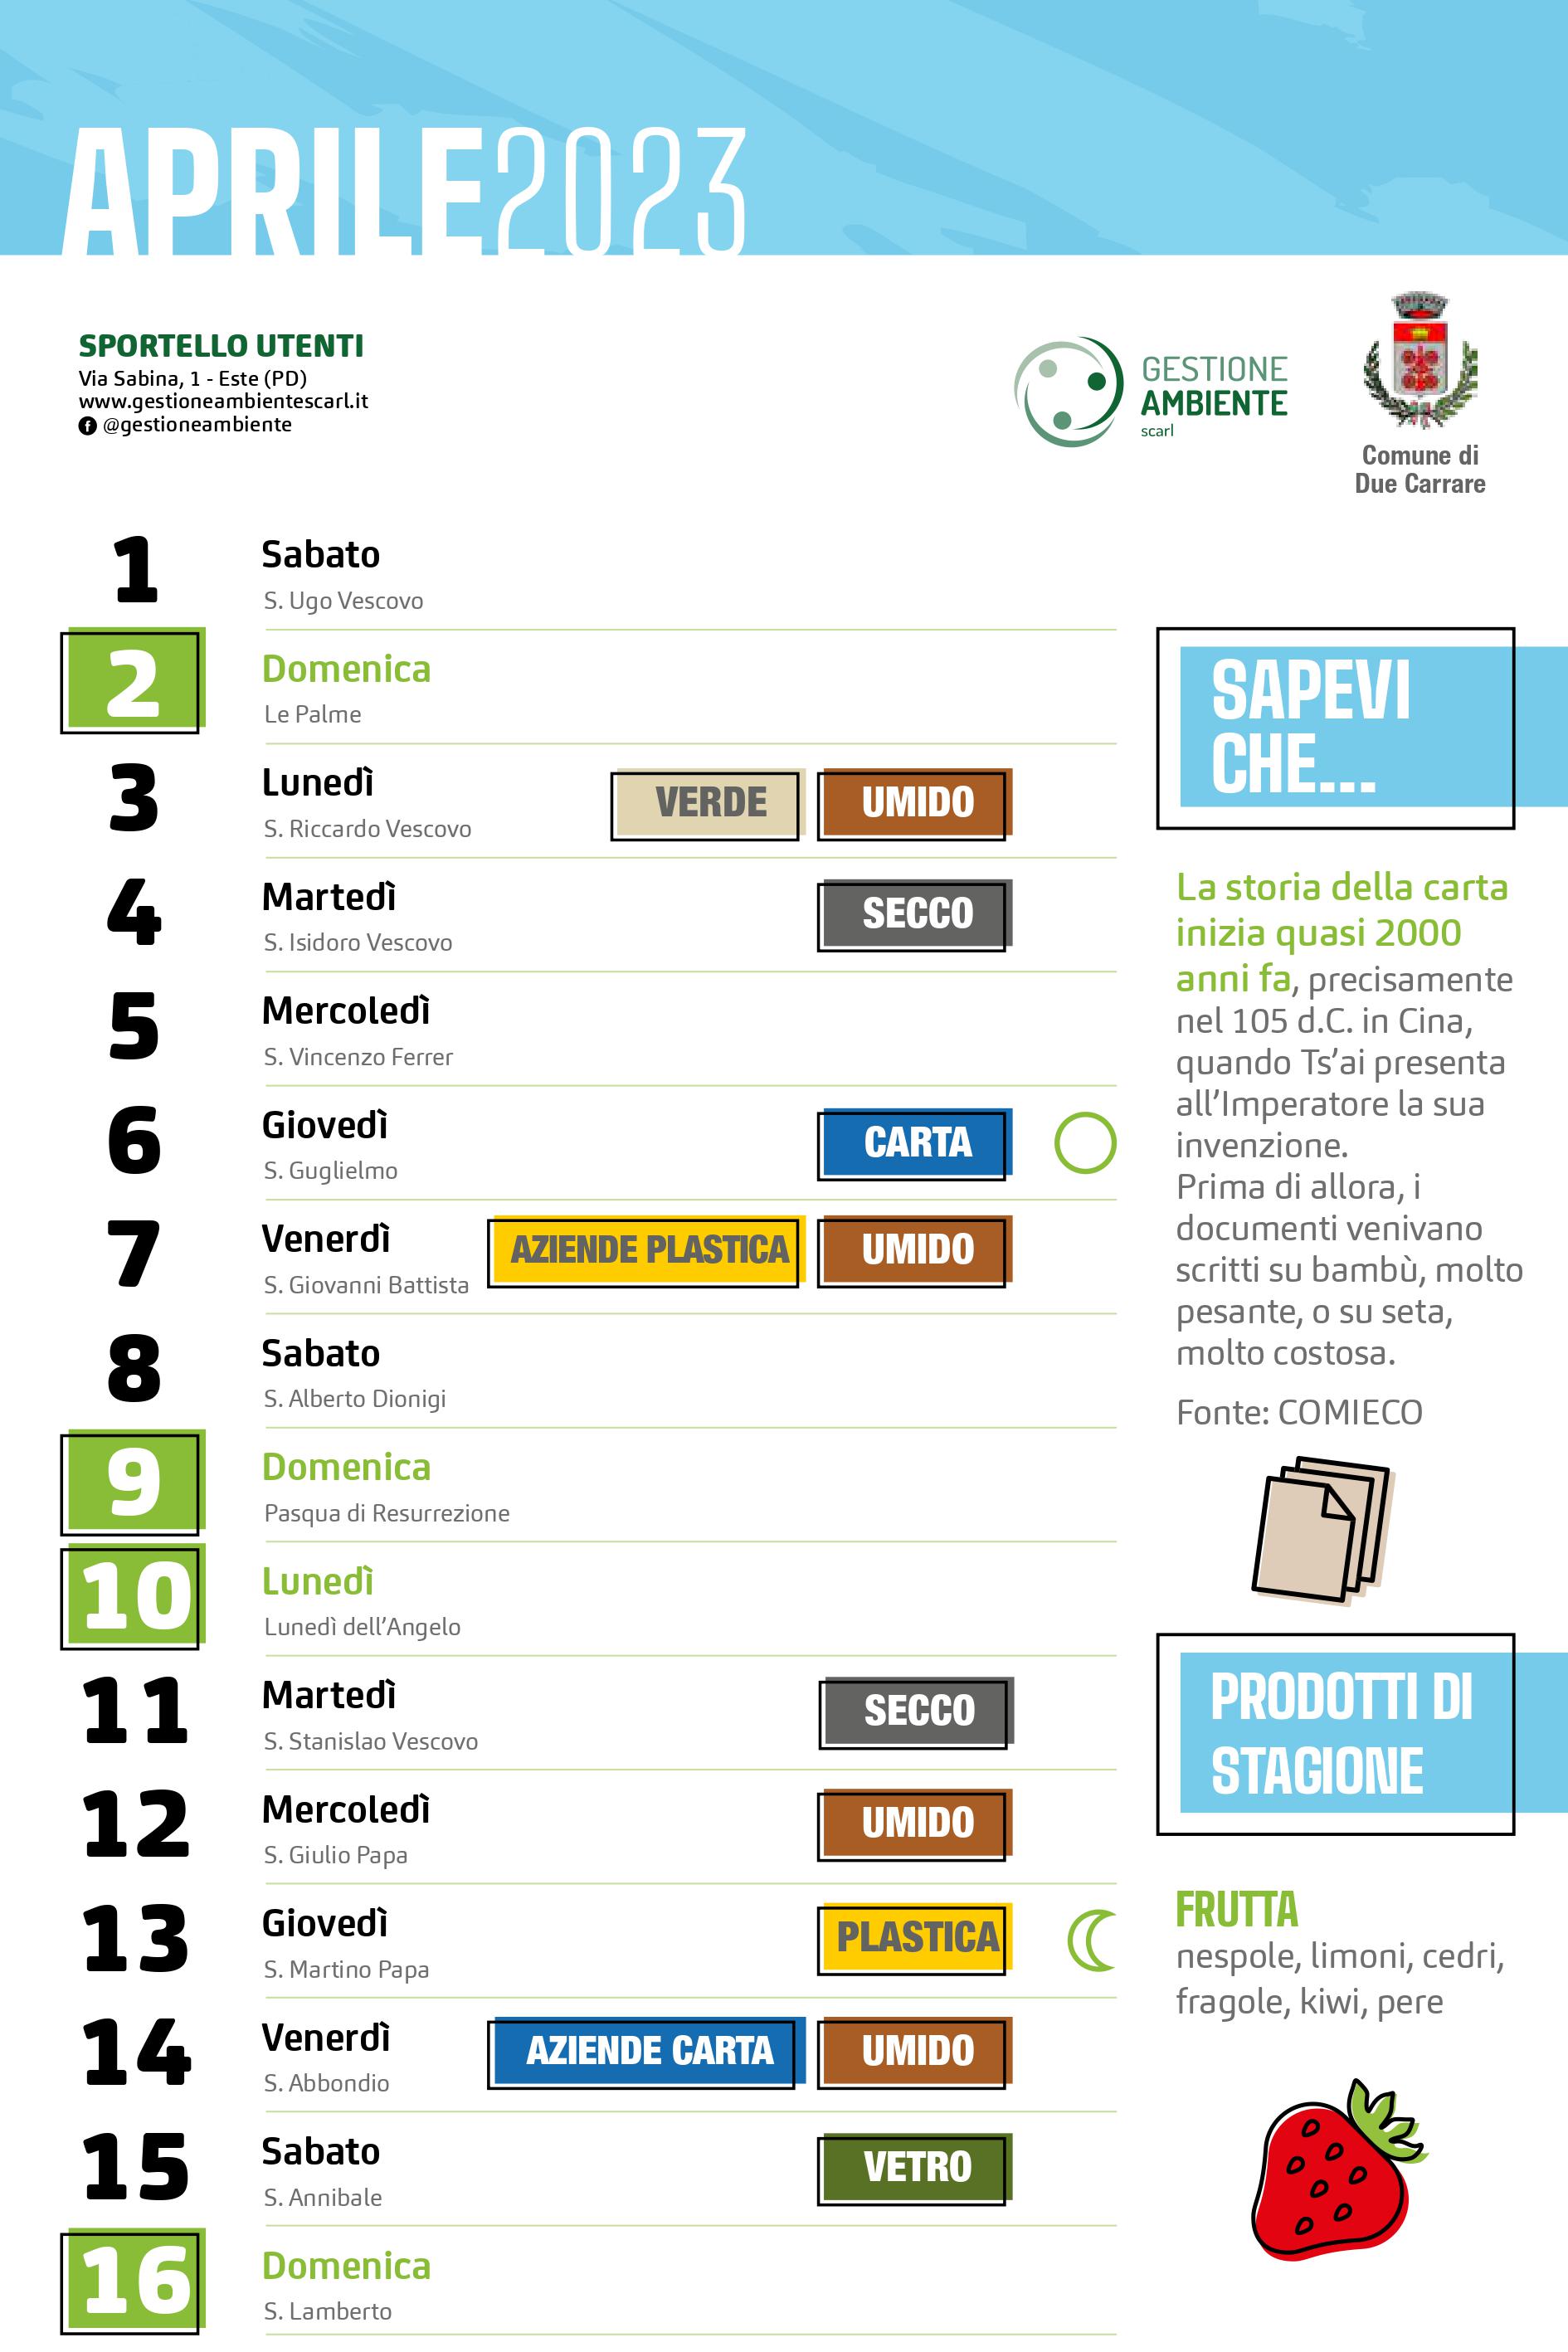 APRILE2023
SPORTELLO UTENTI
Via Sabina, 1 - Este (PD)
www.gestioneambientescarl.it
@gestioneambiente
GESTIONE
AMBIENTE
scarl
Comune di
Due Carrare
1 Sabato
S. Ugo Vescovo
2 Domenica
Le Palme
3 Lunedì VERDE UMIDO
S. Riccardo Vescovo
4 Martedì SECCO
S. Isidoro Vescovo
5 Mercoledì
S. Vincenzo Ferrer
6 Giovedì CARTA
S. Guglielmo
7 Venerdì AZIENDE PLASTICA UMIDO
S. Giovanni Battista
8 Sabato
S. Alberto Dionigi
9 Domenica
Pasqua di Resurrezione
10 Lunedì
Lunedì dell’Angelo
11 Martedì SECCO
S. Stanislao Vescovo
12 Mercoledì UMIDO
S. Giulio Papa
13 Giovedì PLASTICA
S. Martino Papa
14 Venerdì AZIENDE CARTA UMIDO
S. Abbondio
15 Sabato VETRO
S. Annibale
16 Domenica
S. Lamberto
SAPEVI
CHE...
La storia della carta
inizia quasi 2000
anni fa, precisamente
nel 105 d.C. in Cina,
quando Ts’ai presenta
all’Imperatore la sua
invenzione.
Prima di allora, i
documenti venivano
scritti su bambù, molto
pesante, o su seta,
molto costosa.
Fonte: COMIECO
PRODOTTI DI
STAGIONE
FRUTTA
nespole, limoni, cedri,
fragole, kiwi, pere